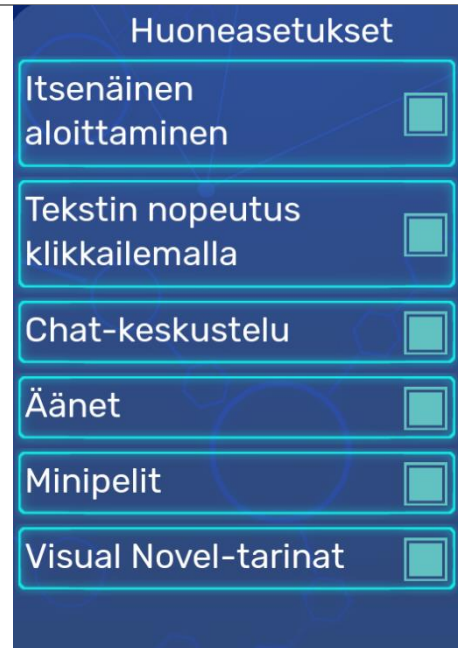 Huoneasetukset
Itsenäinen
aloittaminen
Tekstin nopeutus
klikkailemalla
Chat-keskustelu
Äänet
Minipelit
Visual Novel-tarinat